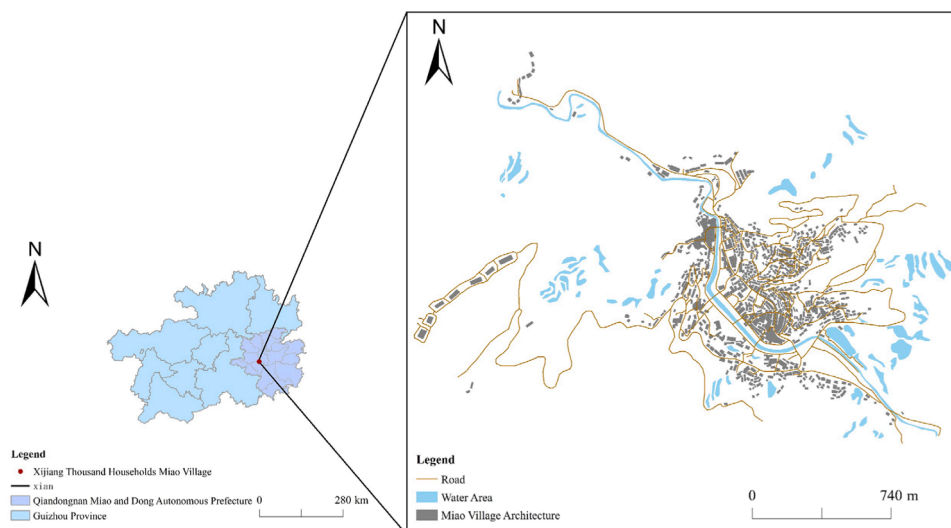 N
Legend
Xijiang Thousand Households Miao Village
xian
Qiandongnan Miao and Dong Autonomous Prefecture
Guizhou Province
0 280 km
N
Legend
Road
Water Area
Miao Village Architecture
0 740 m